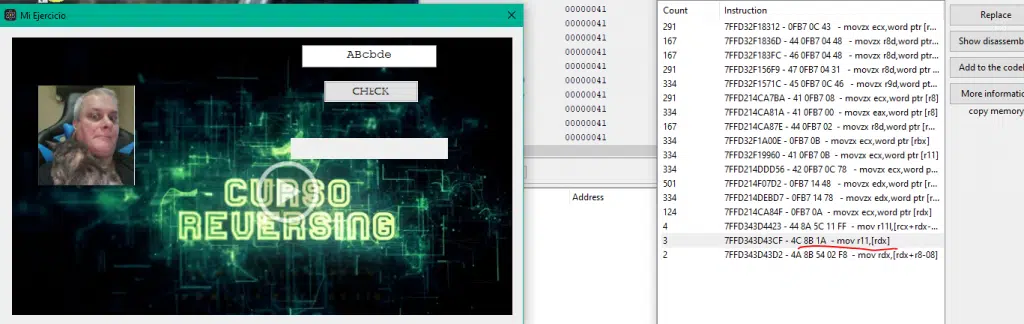 Mi Ejercicio
ABcbde
CHECK
CURSO
REVERSING
00000041
00000041
00000041
00000041
00000041
00000041
00000041
00000041
00000041
00000041
Address
Count Instruction
291 7FFD32F18312 - 0FB7 0C 43 - movzx ecx,word ptr [r...
167 7FFD32F1836D - 44 0FB7 04 48 - movzx r8d,word ptr...
167 7FFD32F183FC - 46 0FB7 04 48 - movzx r8d,word ptr...
291 7FFD32F156F9 - 47 0FB7 04 31 - movzx r8d,word ptr...
334 7FFD32F1571C - 45 0FB7 0C 46 - movzx r9d,word pt...
291 7FFD214CA7BA - 41 0FB7 08 - movzx ecx,word ptr [r8]
334 7FFD214CA81A - 41 0FB7 00 - movzx eax,word ptr [r8]
167 7FFD214CA87E - 44 0FB7 02 - movzx r8d,word ptr [r...
334 7FFD32F1A00E - 0FB7 0B - movzx ecx,word ptr [rbx]
334 7FFD32F19960 - 41 0FB7 0B - movzx ecx,word ptr [r11]
334 7FFD214DDD56 - 42 0FB7 0C 78 - movzx ecx,word p...
501 7FFD214F07D2 - 0FB7 14 48 - movzx edx,word ptr [r...
334 7FFD214DEBD7 - 0FB7 14 78 - movzx edx,word ptr [r...
124 7FFD214CA84F - 0FB7 0A - movzx ecx,word ptr [rdx]
4 7FFD343D4423 - 44 8A 5C 11 FF - mov r11l,[rcx+rdx-...
3 7FFD343D43CF - 4C 8B 1A - mov r11,[rdx]
2 7FFD343D43D2 - 4A 8B 54 02 F8 - mov rdx,[rdx+r8-08]
Replace
Show disassemb
Add to the codel
More informatic
copy memory